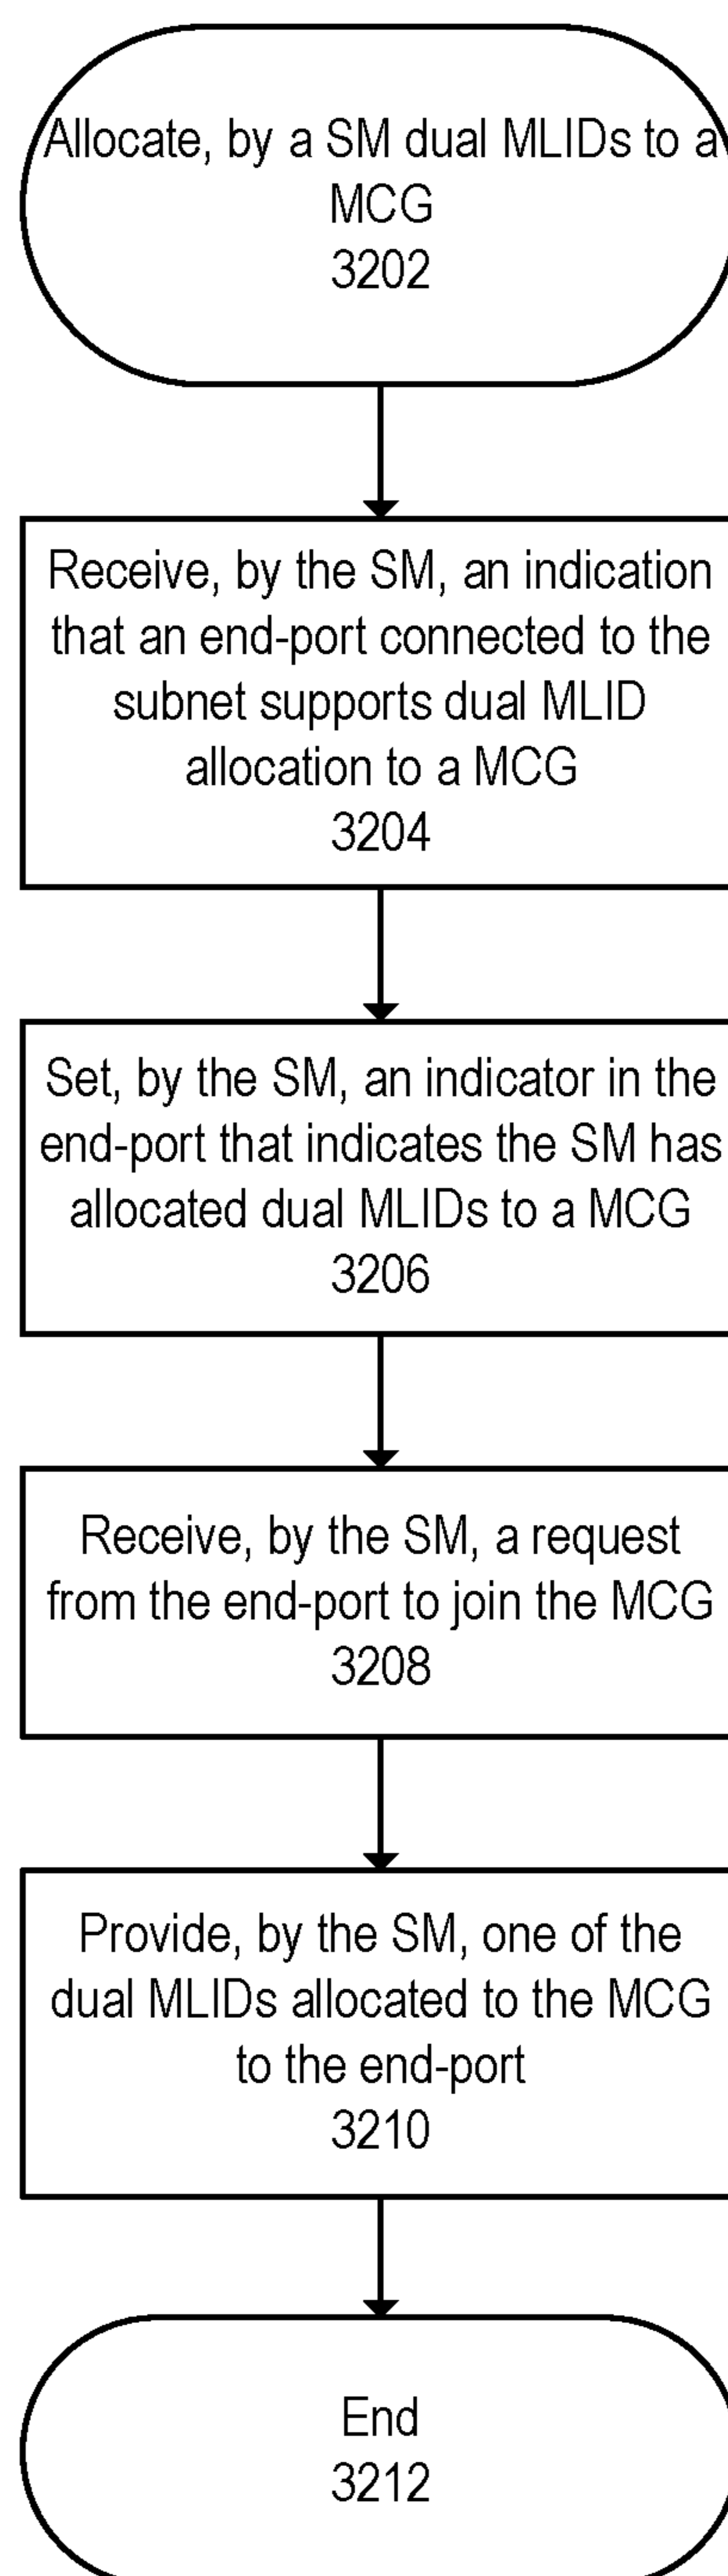 Allocate, by a SM dual MLIDs to a
MCG
3202
Receive, by the SM, an indication
that an end-port connected to the
subnet supports dual MLID
allocation to a MCG
3204
Set, by the SM, an indicator in the
end-port that indicates the SM has
allocated dual MLIDs to a MCG
3206
Receive, by the SM, a request
from the end-port to join the MCG
3208
Provide, by the SM, one of the
dual MLIDs allocated to the MCG
to the end-port
3210
End
3212